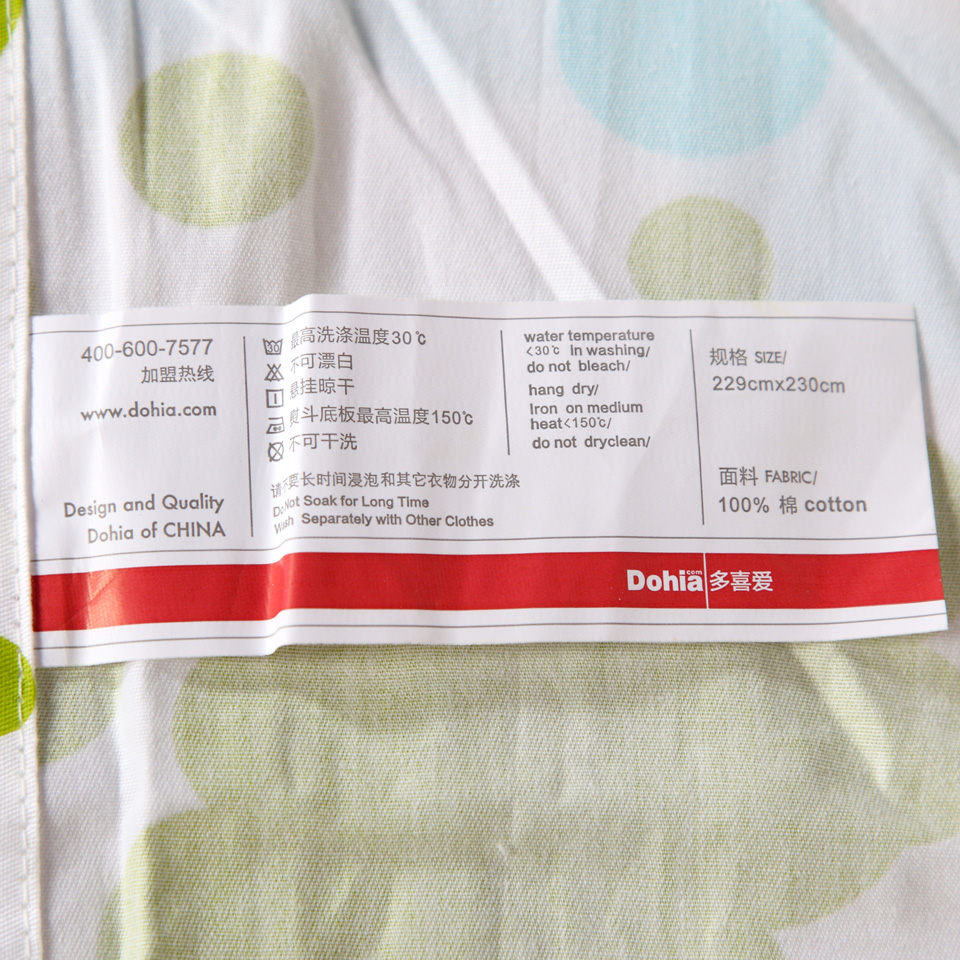 400-600-7577
加盟热线
www.dohia.com
Design and Quality
Dohia of CHINA
最高洗涤温度30℃
不可漂白
悬挂晾干
熨斗底板最高温度150℃
不可干洗
请不要长时间浸泡和其它衣物分开洗涤
Do Not Soak for Long Time
Wash Separately with Other Clothes
water temperature
<30℃ in washing/
do not bleach/
hang dry/
Iron on medium
heat<150℃/
do not dryclean/
规格 SIZE/
229cmx230cm
面料 FABRIC/
100% 棉 cotton
Dohia.com 多喜爱